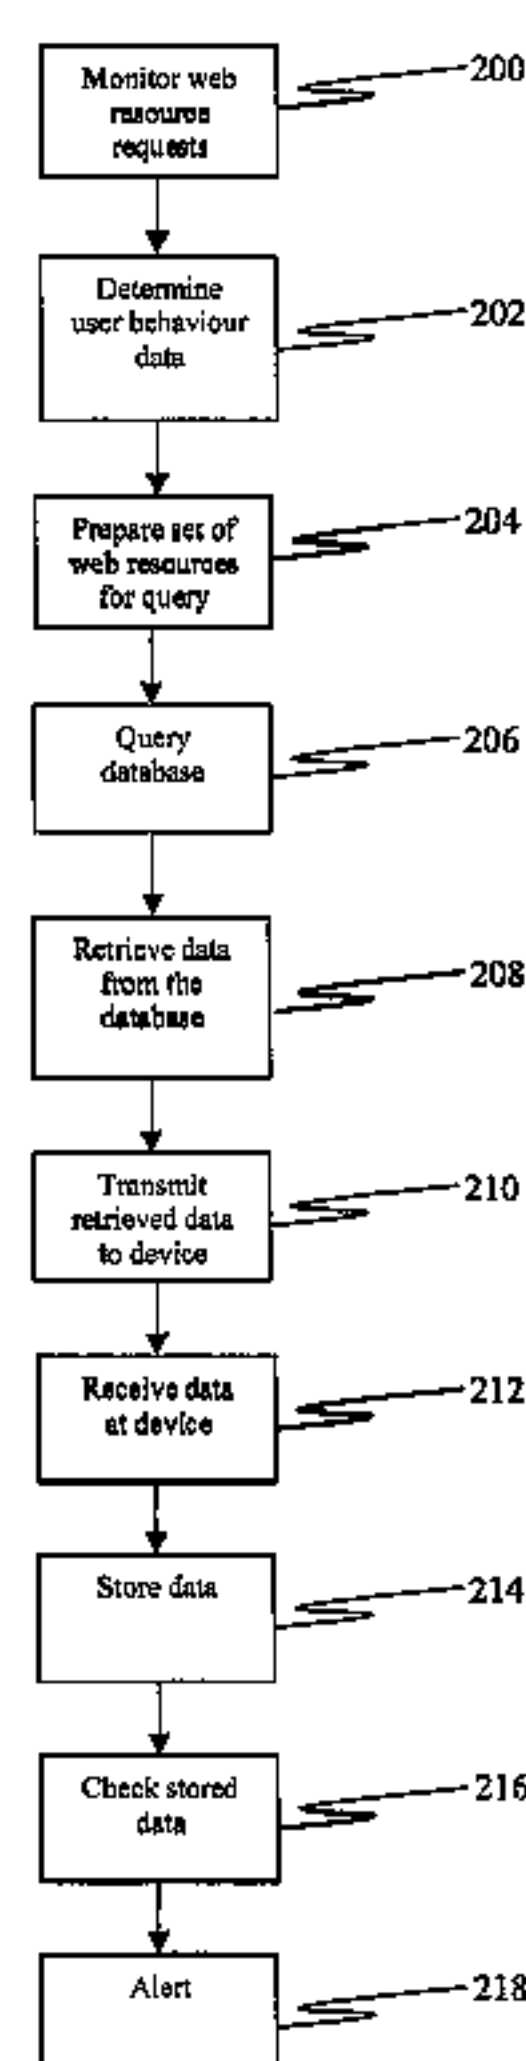 Monitor web
resource
requests
200
Determine
user behaviour
data
202
Prepare set of
web resources
for query
204
Query
database
206
Retrieve data
from the
database
208
Transmit
retrieved data
to device
210
Receive data
at device
212
Store data
214
Check stored
data
216
Alert
218